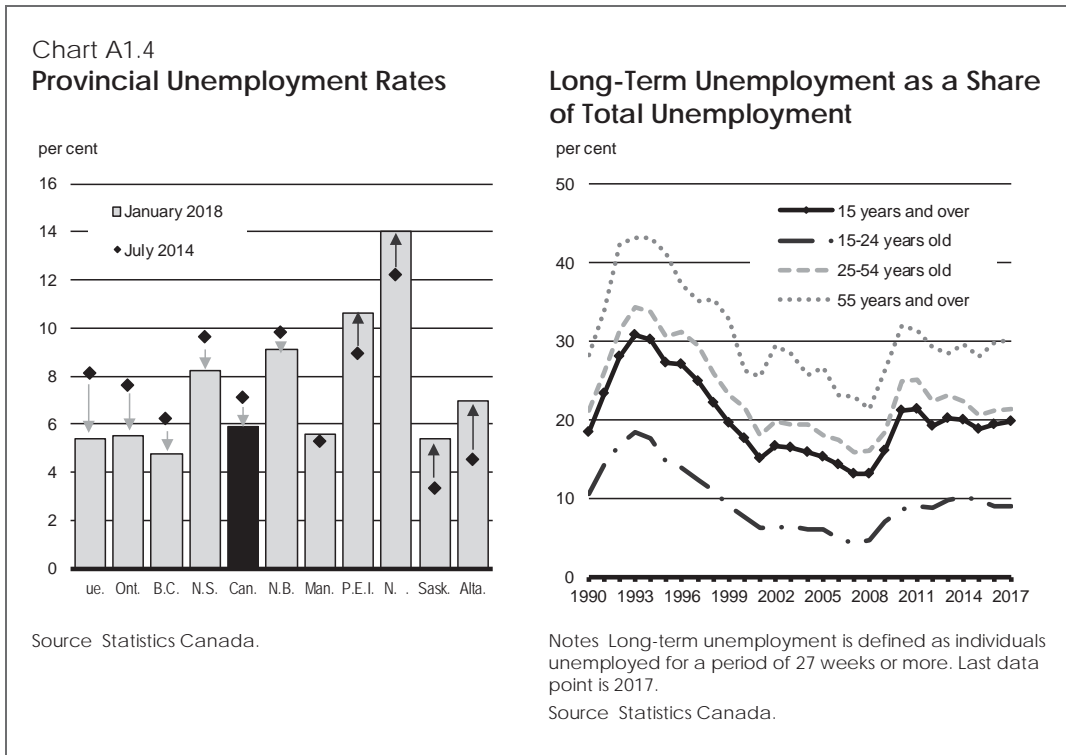 Chart A1.4
Provincial Unemployment Rates
per cent
16
14
12
10
8
6
4
2
0
January 2018
July 2014
ue. Ont. B.C. N.S. Can. N.B. Man. P.E.I. N. . Sask. Alta.
Source Statistics Canada.
Long-Term Unemployment as a Share
of Total Unemployment
per cent
50
40
30
20
10
0
15 years and over
15-24 years old
25-54 years old
55 years and over
1990 1993 1996 1999 2002 2005 2008 2011 2014 2017
Notes Long-term unemployment is defined as individuals
unemployed for a period of 27 weeks or more. Last data
point is 2017.
Source Statistics Canada.